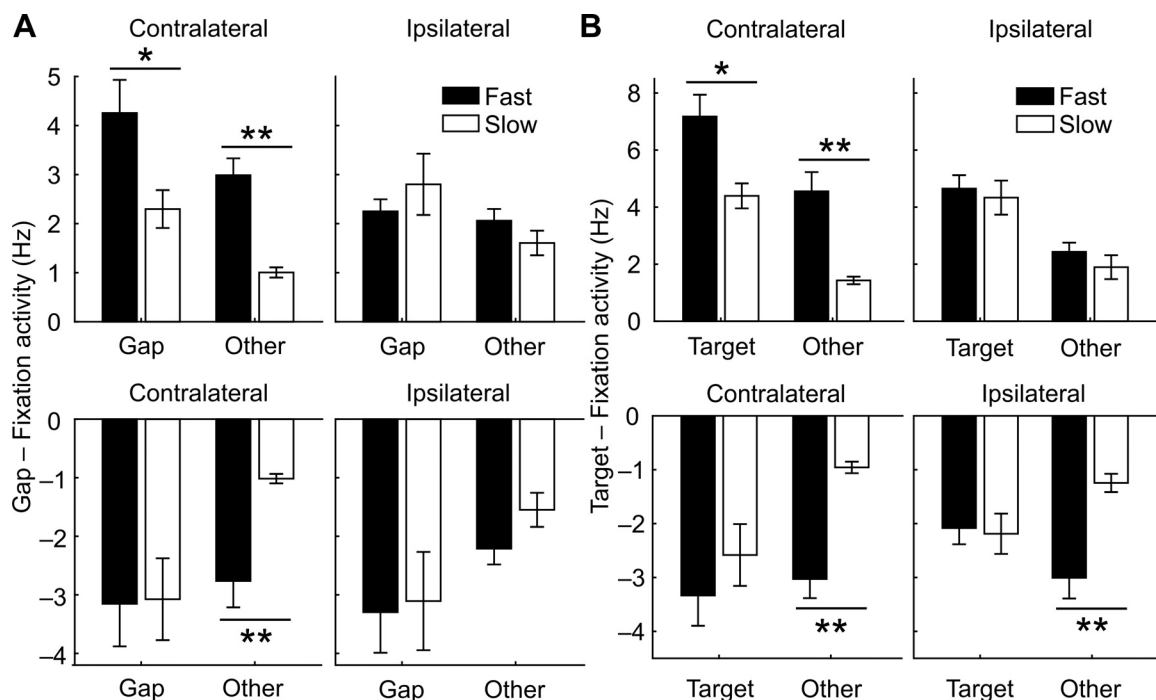 A
Contralateral
Ipsilateral
*
**
5
4
3
2
1
0
Gap
Other
Gap
Other
Contralateral
Ipsilateral
0
–1
–2
–3
–4
**
Gap
Other
Gap
Other
Gap – Fixation activity (Hz)
B
Contralateral
Ipsilateral
*
**
Fast
Slow
Fast
Slow
8
6
4
2
0
Target
Other
Target
Other
Contralateral
Ipsilateral
0
–1
–2
–3
–4
**
**
Target
Other
Target
Other
Target – Fixation activity (Hz)